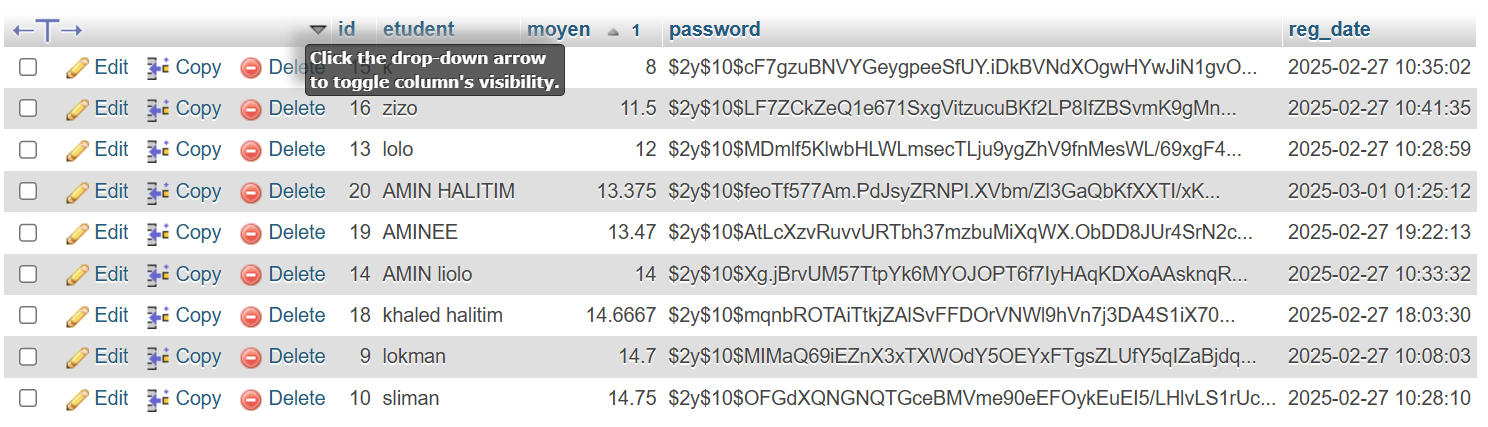 ←T→ id etudent moyen 1 password reg_date
Click the drop-down arrow
to toggle column's visibility.
Edit Copy Delete 15 k 8 $2y$10$cF7gzuBNVYGeygpeeSfUY.iDkBVNdXOgwHYwJiN1gvO... 2025-02-27 10:35:02
Edit Copy Delete 16 zizo 11.5 $2y$10$LF7ZCkZeQ1e671SxgVitzucuBKf2LP8IfZBSvmK9gMn... 2025-02-27 10:41:35
Edit Copy Delete 13 lolo 12 $2y$10$MDmlf5KlwbHLWLmsecTLju9ygZhV9fnMesWL/69xgF4... 2025-02-27 10:28:59
Edit Copy Delete 20 AMIN HALITIM 13.375 $2y$10$feoTf577Am.PdJsyZRNPI.XVbm/Zl3GaQbKfXXTI/xK... 2025-03-01 01:25:12
Edit Copy Delete 19 AMINEE 13.47 $2y$10$AtLcXzvRuvvURTbh37mzbuMiXqWX.ObDD8JUr4SrN2c... 2025-02-27 19:22:13
Edit Copy Delete 14 AMIN liolo 14 $2y$10$Xg.jBrvUM57TtpYk6MYOJOPT6f7IyHAqKDXoAAsknqR... 2025-02-27 10:33:32
Edit Copy Delete 18 khaled halitim 14.6667 $2y$10$mqnbROTAiTtkjZAlSvFFDOrVNWl9hVn7j3DA4S1iX70... 2025-02-27 18:03:30
Edit Copy Delete 9 lokman 14.7 $2y$10$MIMaQ69iEZnX3xTXWOdY5OEYxFTgsZLUfY5qIZaBjdq... 2025-02-27 10:08:03
Edit Copy Delete 10 sliman 14.75 $2y$10$OFGdXQNGNQTGceBMVme90eEFOykEuEI5/LHlvLS1rUc... 2025-02-27 10:28:10